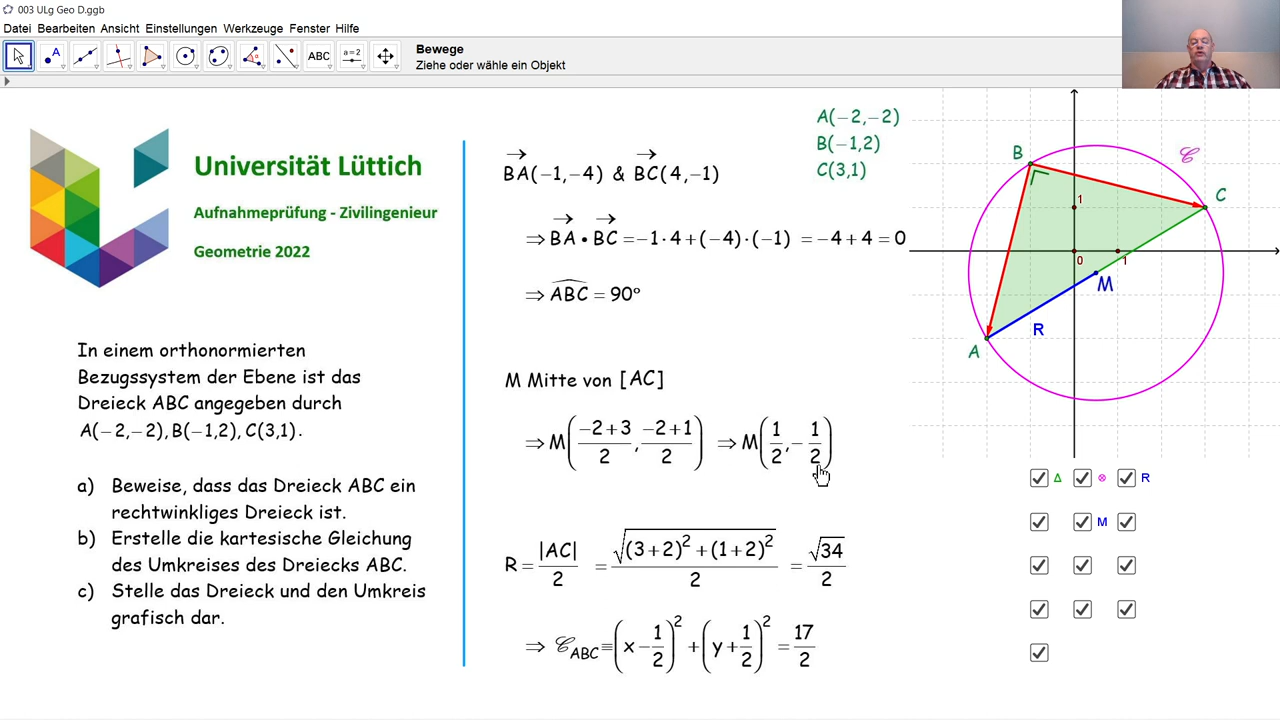 003 ULg Geo D.ggb
Datei Bearbeiten Ansicht Einstellungen Werkzeuge Fenster Hilfe
A ABC a=2
Bewege
Ziehe oder wähle ein Objekt
Universität Lüttich
Aufnahmeprüfung - Zivilingenieur
Geometrie 2022
In einem orthonormierten
Bezugssystem der Ebene ist das
Dreieck ABC angegeben durch
A(−2,−2), B(−1,2), C(3,1).
a) Beweise, dass das Dreieck ABC ein
rechtwinkliges Dreieck ist.
b) Erstelle die kartesische Gleichung
des Umkreises des Dreiecks ABC.
c) Stelle das Dreieck und den Umkreis
grafisch dar.
BA(−1,−4) & BC(4,−1)
⇒ BA • BC = −1·4+(−4)·(−1) = −4+4 = 0
⇒ ABC = 90°
M Mitte von [AC]
⇒ M((−2+3)/2, (−2+1)/2) ⇒ M(1/2, −1/2)
R = |AC|/2 = √((3+2)²+(1+2)²)/2 = √34/2
⇒ 𝒞ABC ≡ (x−1/2)² + (y+1/2)² = 17/2
A(−2,−2)
B(−1,2)
C(3,1)
B
𝒞
C
1
0
1
M
R
A
Δ ⊗ R
M